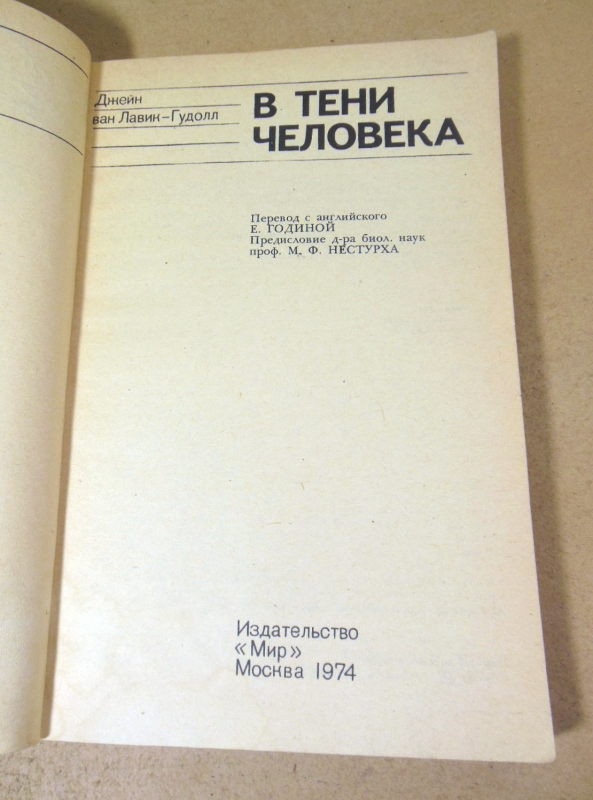 Джейн
ван Лавик-Гудолл
В ТЕНИ
ЧЕЛОВЕКА
Перевод с английского
Е. ГОДИНОЙ
Предисловие д-ра биол. наук
проф. М. Ф. НЕСТУРХА
Издательство
«Мир»
Москва 1974